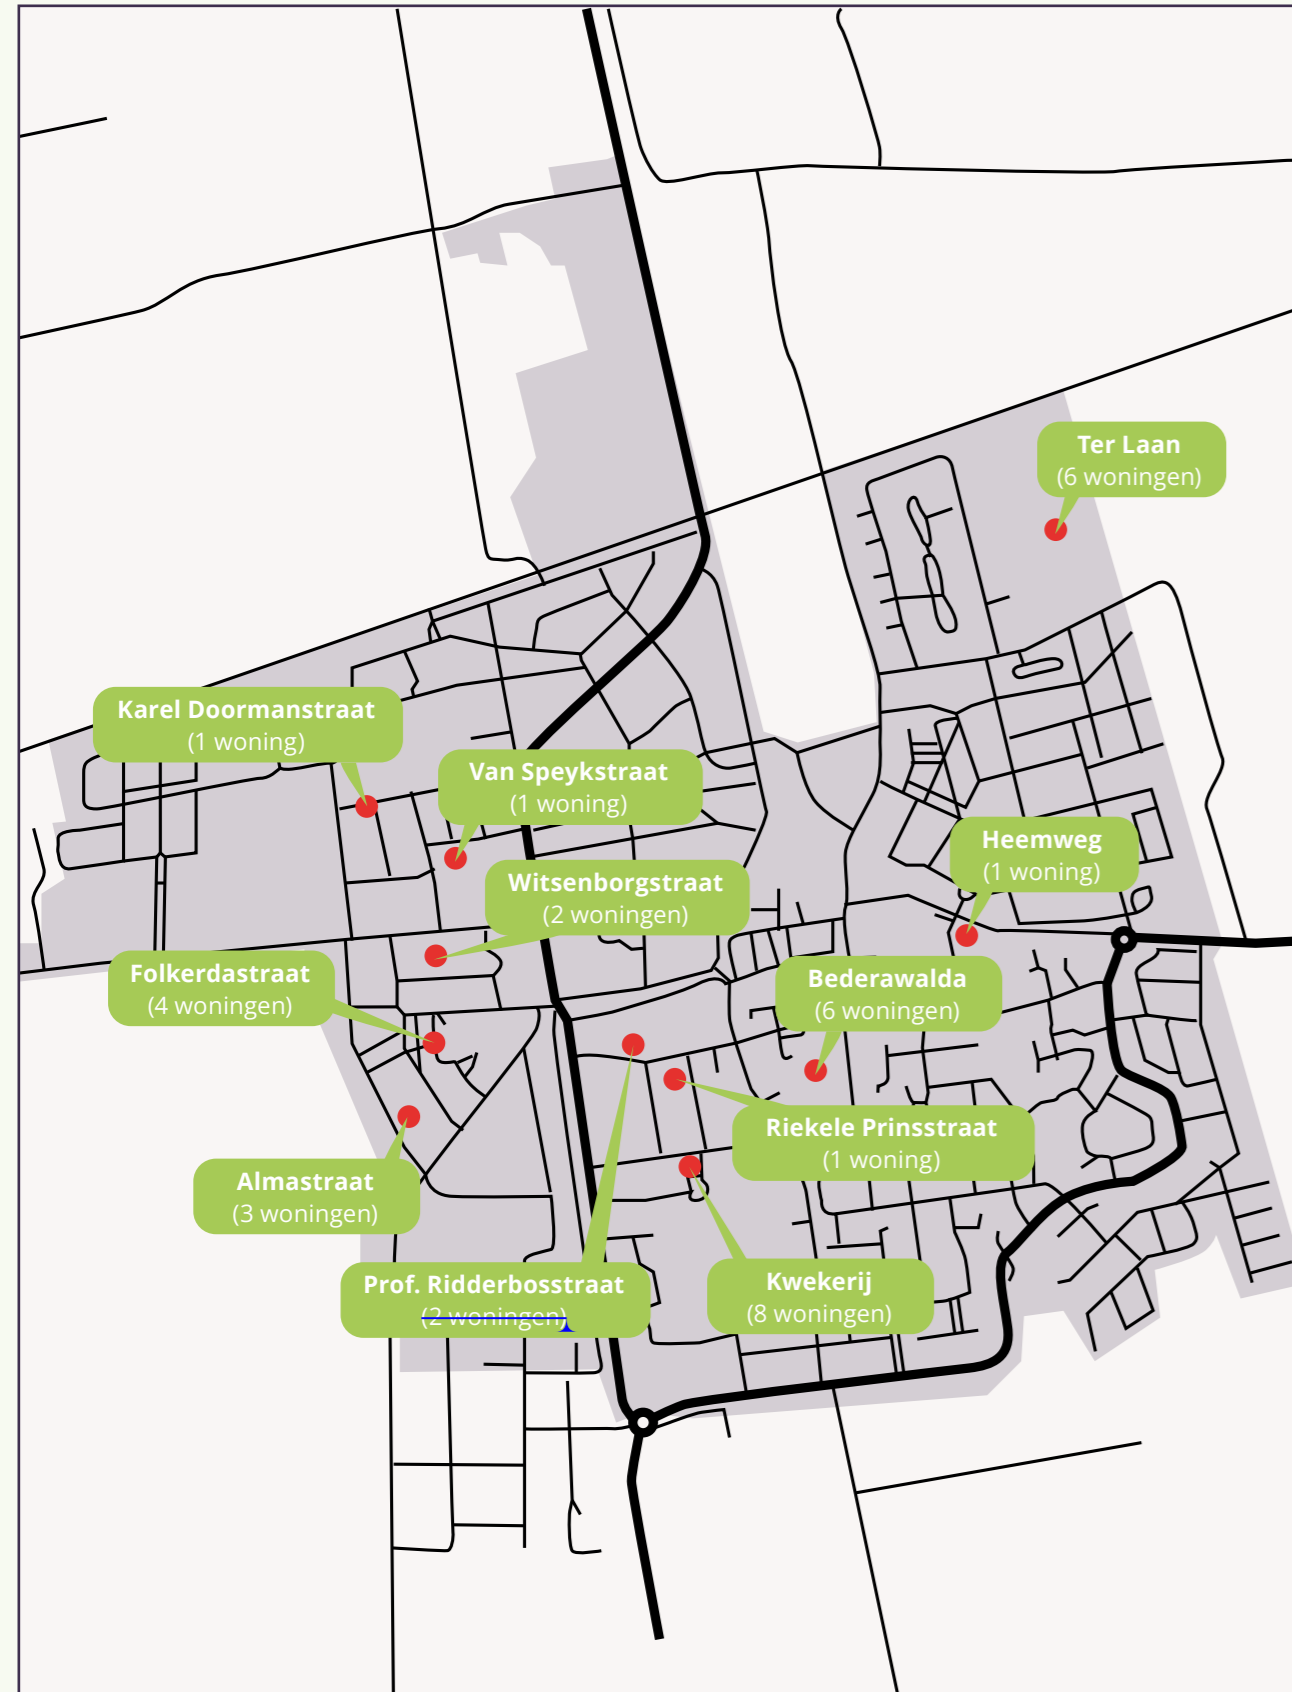 Ter Laan
(6 woningen)
Karel Doormanstraat
(1 woning)
Van Speykstraat
(1 woning)
Heemweg
(1 woning)
Witsenborgstraat
(2 woningen)
Folkerdastraat
(4 woningen)
Bederawalda
(6 woningen)
Riekele Prinsstraat
(1 woning)
Almastraat
(3 woningen)
Prof. Ridderbosstraat
(2 woningen)
Kwekerij
(8 woningen)